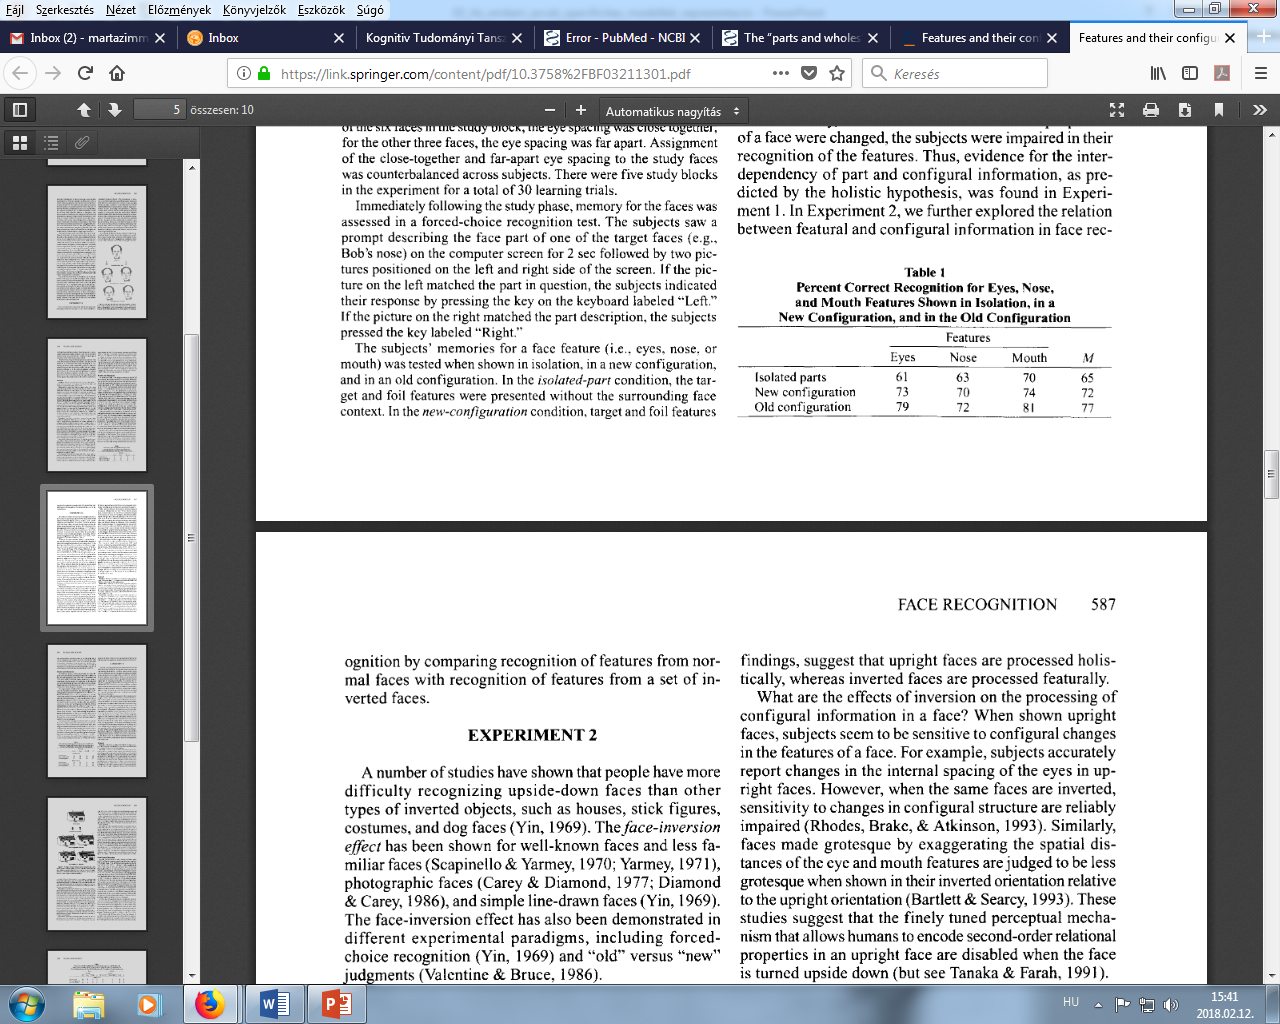 Fájl Szerkesztés Nézet Előzmények Könyvjelzők Eszközök Súgó
Inbox (2) - martazimm
Inbox
Kognitiv Tudományi Tansz
Error - PubMed - NCBI
The "parts and wholes
Features and their con
Features and their configu
https://link.springer.com/content/pdf/10.3758%2FBF03211301.pdf
Keresés
5 összesen: 10
Automatikus nagyítás
of the six faces in the study block, the eye spacing was close together,
for the other three faces, the eye spacing was far apart. Assignment
of the close-together and far-apart eye spacing to the study faces
was counterbalanced across subjects. There were five study blocks
in the experiment for a total of 30 learning trials.
Immediately following the study phase, memory for the faces was
assessed in a forced-choice recognition test. The subjects saw a
prompt describing the face part of one of the target faces (e.g.,
Bob's nose) on the computer screen for 2 sec followed by two pic-
tures positioned on the left and right side of the screen. If the pic-
ture on the left matched the part in question, the subjects indicated
their response by pressing the key on the keyboard labeled "Left."
If the picture on the right matched the part description, the subjects
pressed the key labeled "Right."
The subjects' memories for a face feature (i.e., eyes, nose, or
mouth) was tested when shown in isolation, in a new configuration,
and in an old configuration. In the isolated-part condition, the tar-
get and foil features were presented without the surrounding face
context. In the new-configuration condition, target and foil features
of a face were changed, the subjects were impaired in their
recognition of the features. Thus, evidence for the inter-
dependency of part and configural information, as pre-
dicted by the holistic hypothesis, was found in Experi-
ment 1. In Experiment 2, we further explored the relation
between featural and configural information in face rec-
Table 1
Percent Correct Recognition for Eyes, Nose,
and Mouth Features Shown in Isolation, in a
New Configuration, and in the Old Configuration
Features
Eyes Nose Mouth M
Isolated parts 61 63 70 65
New configuration 73 70 74 72
Old configuration 79 72 81 77
FACE RECOGNITION 587
ognition by comparing recognition of features from nor-
mal faces with recognition of features from a set of in-
verted faces.
EXPERIMENT 2
A number of studies have shown that people have more
difficulty recognizing upside-down faces than other
types of inverted objects, such as houses, stick figures,
costumes, and dog faces (Yin, 1969). The face-inversion
effect has been shown for well-known faces and less fa-
miliar faces (Scapinello & Yarmey, 1970; Yarmey, 1971),
photographic faces (Carey & Diamond, 1977; Diamond
& Carey, 1986), and simple line-drawn faces (Yin, 1969).
The face-inversion effect has also been demonstrated in
different experimental paradigms, including forced-
choice recognition (Yin, 1969) and "old" versus "new"
judgments (Valentine & Bruce, 1986).
findings, suggest that upright faces are processed holis-
tically, whereas inverted faces are processed featurally.
What are the effects of inversion on the processing of
configural information in a face? When shown upright
faces, subjects seem to be sensitive to configural changes
in the features of a face. For example, subjects accurately
report changes in the internal spacing of the eyes in up-
right faces. However, when the same faces are inverted,
sensitivity to changes in configural structure are reliably
impaired (Rhodes, Brake, & Atkinson, 1993). Similarly,
faces made grotesque by exaggerating the spatial dis-
tances of the eye and mouth features are judged to be less
grotesque when shown in their inverted orientation relative
to the upright orientation (Bartlett & Searcy, 1993). These
studies suggest that the finely tuned perceptual mecha-
nism that allows humans to encode second-order relational
properties in an upright face are disabled when the face
is turned upside down (but see Tanaka & Farah, 1991).
HU
15:41
2018.02.12.